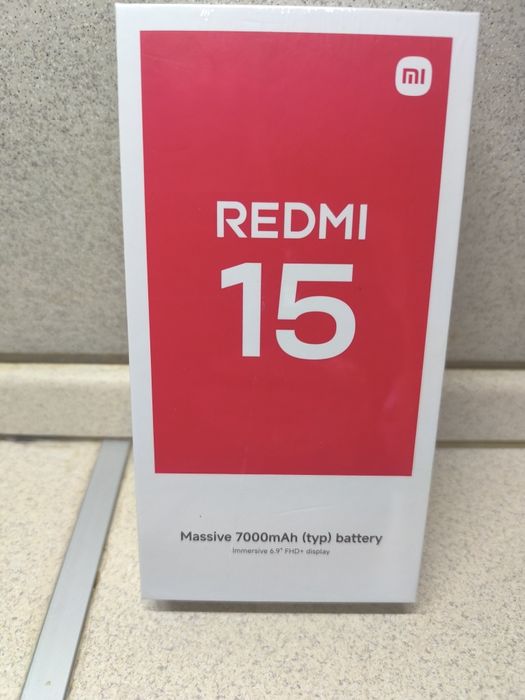 mi
REDMI
15
Massive 7000mAh (typ) battery
Immersive 6.9" FHD+ display